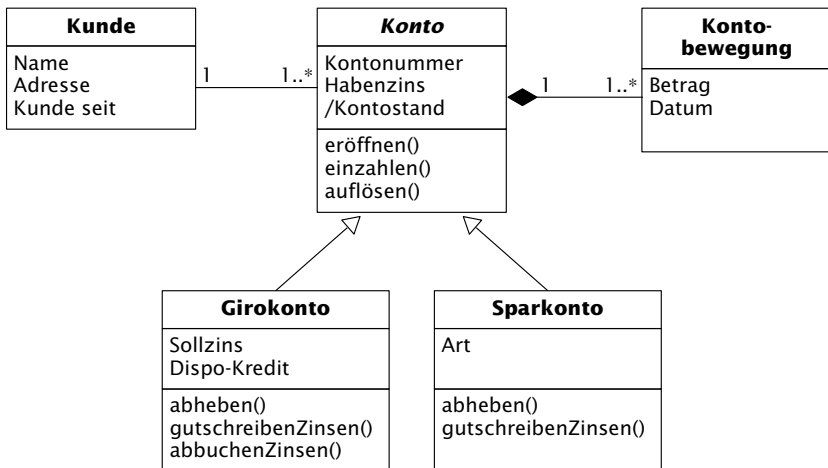 Kunde
Name
Adresse
Kunde seit
1
1..*
Konto
Kontonummer
Habenzins
/Kontostand
eröffnen()
einzahlen()
auflösen()
1
1..*
Konto-
bewegung
Betrag
Datum
Girokonto
Sollzins
Dispo-Kredit
abheben()
gutschreibenZinsen()
abbuchenZinsen()
Sparkonto
Art
abheben()
gutschreibenZinsen()